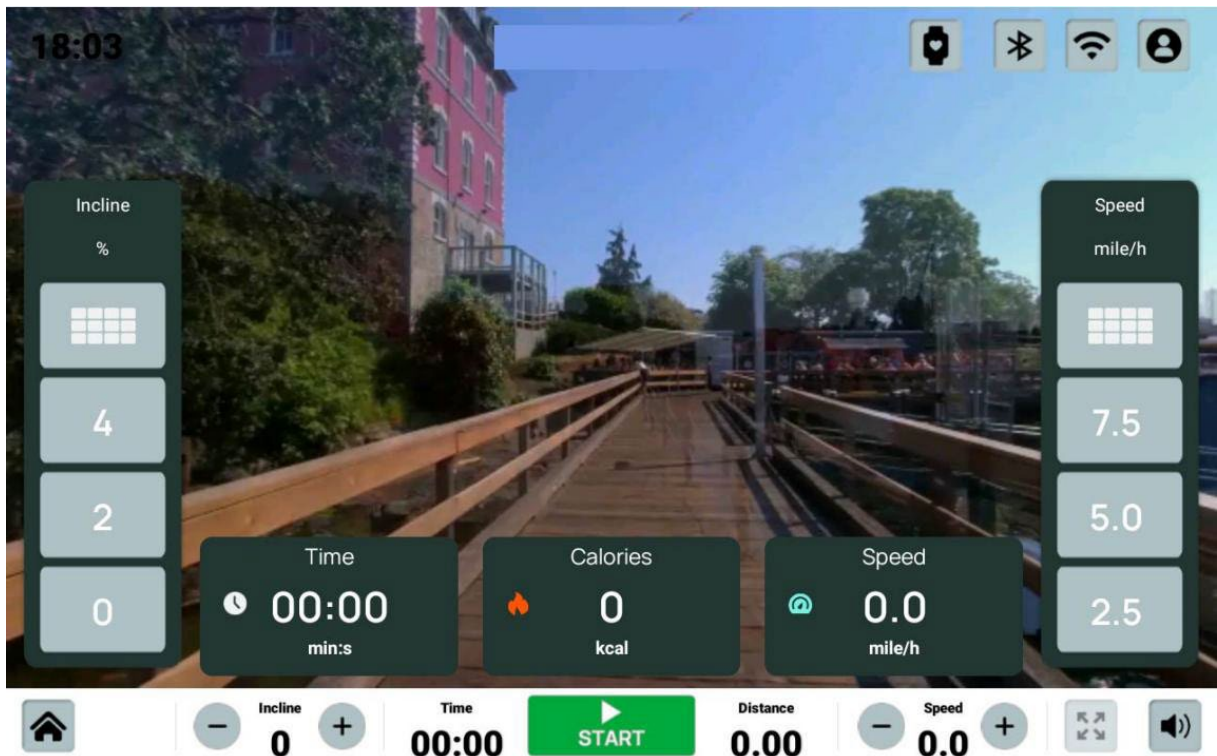 18:03
Incline
%
4
2
0
Speed
mile/h
7.5
5.0
2.5
Time
00:00
min:s
Calories
0
kcal
Speed
0.0
mile/h
Incline
− 0 +
Time
00:00
START
Distance
0.00
Speed
− 0.0 +